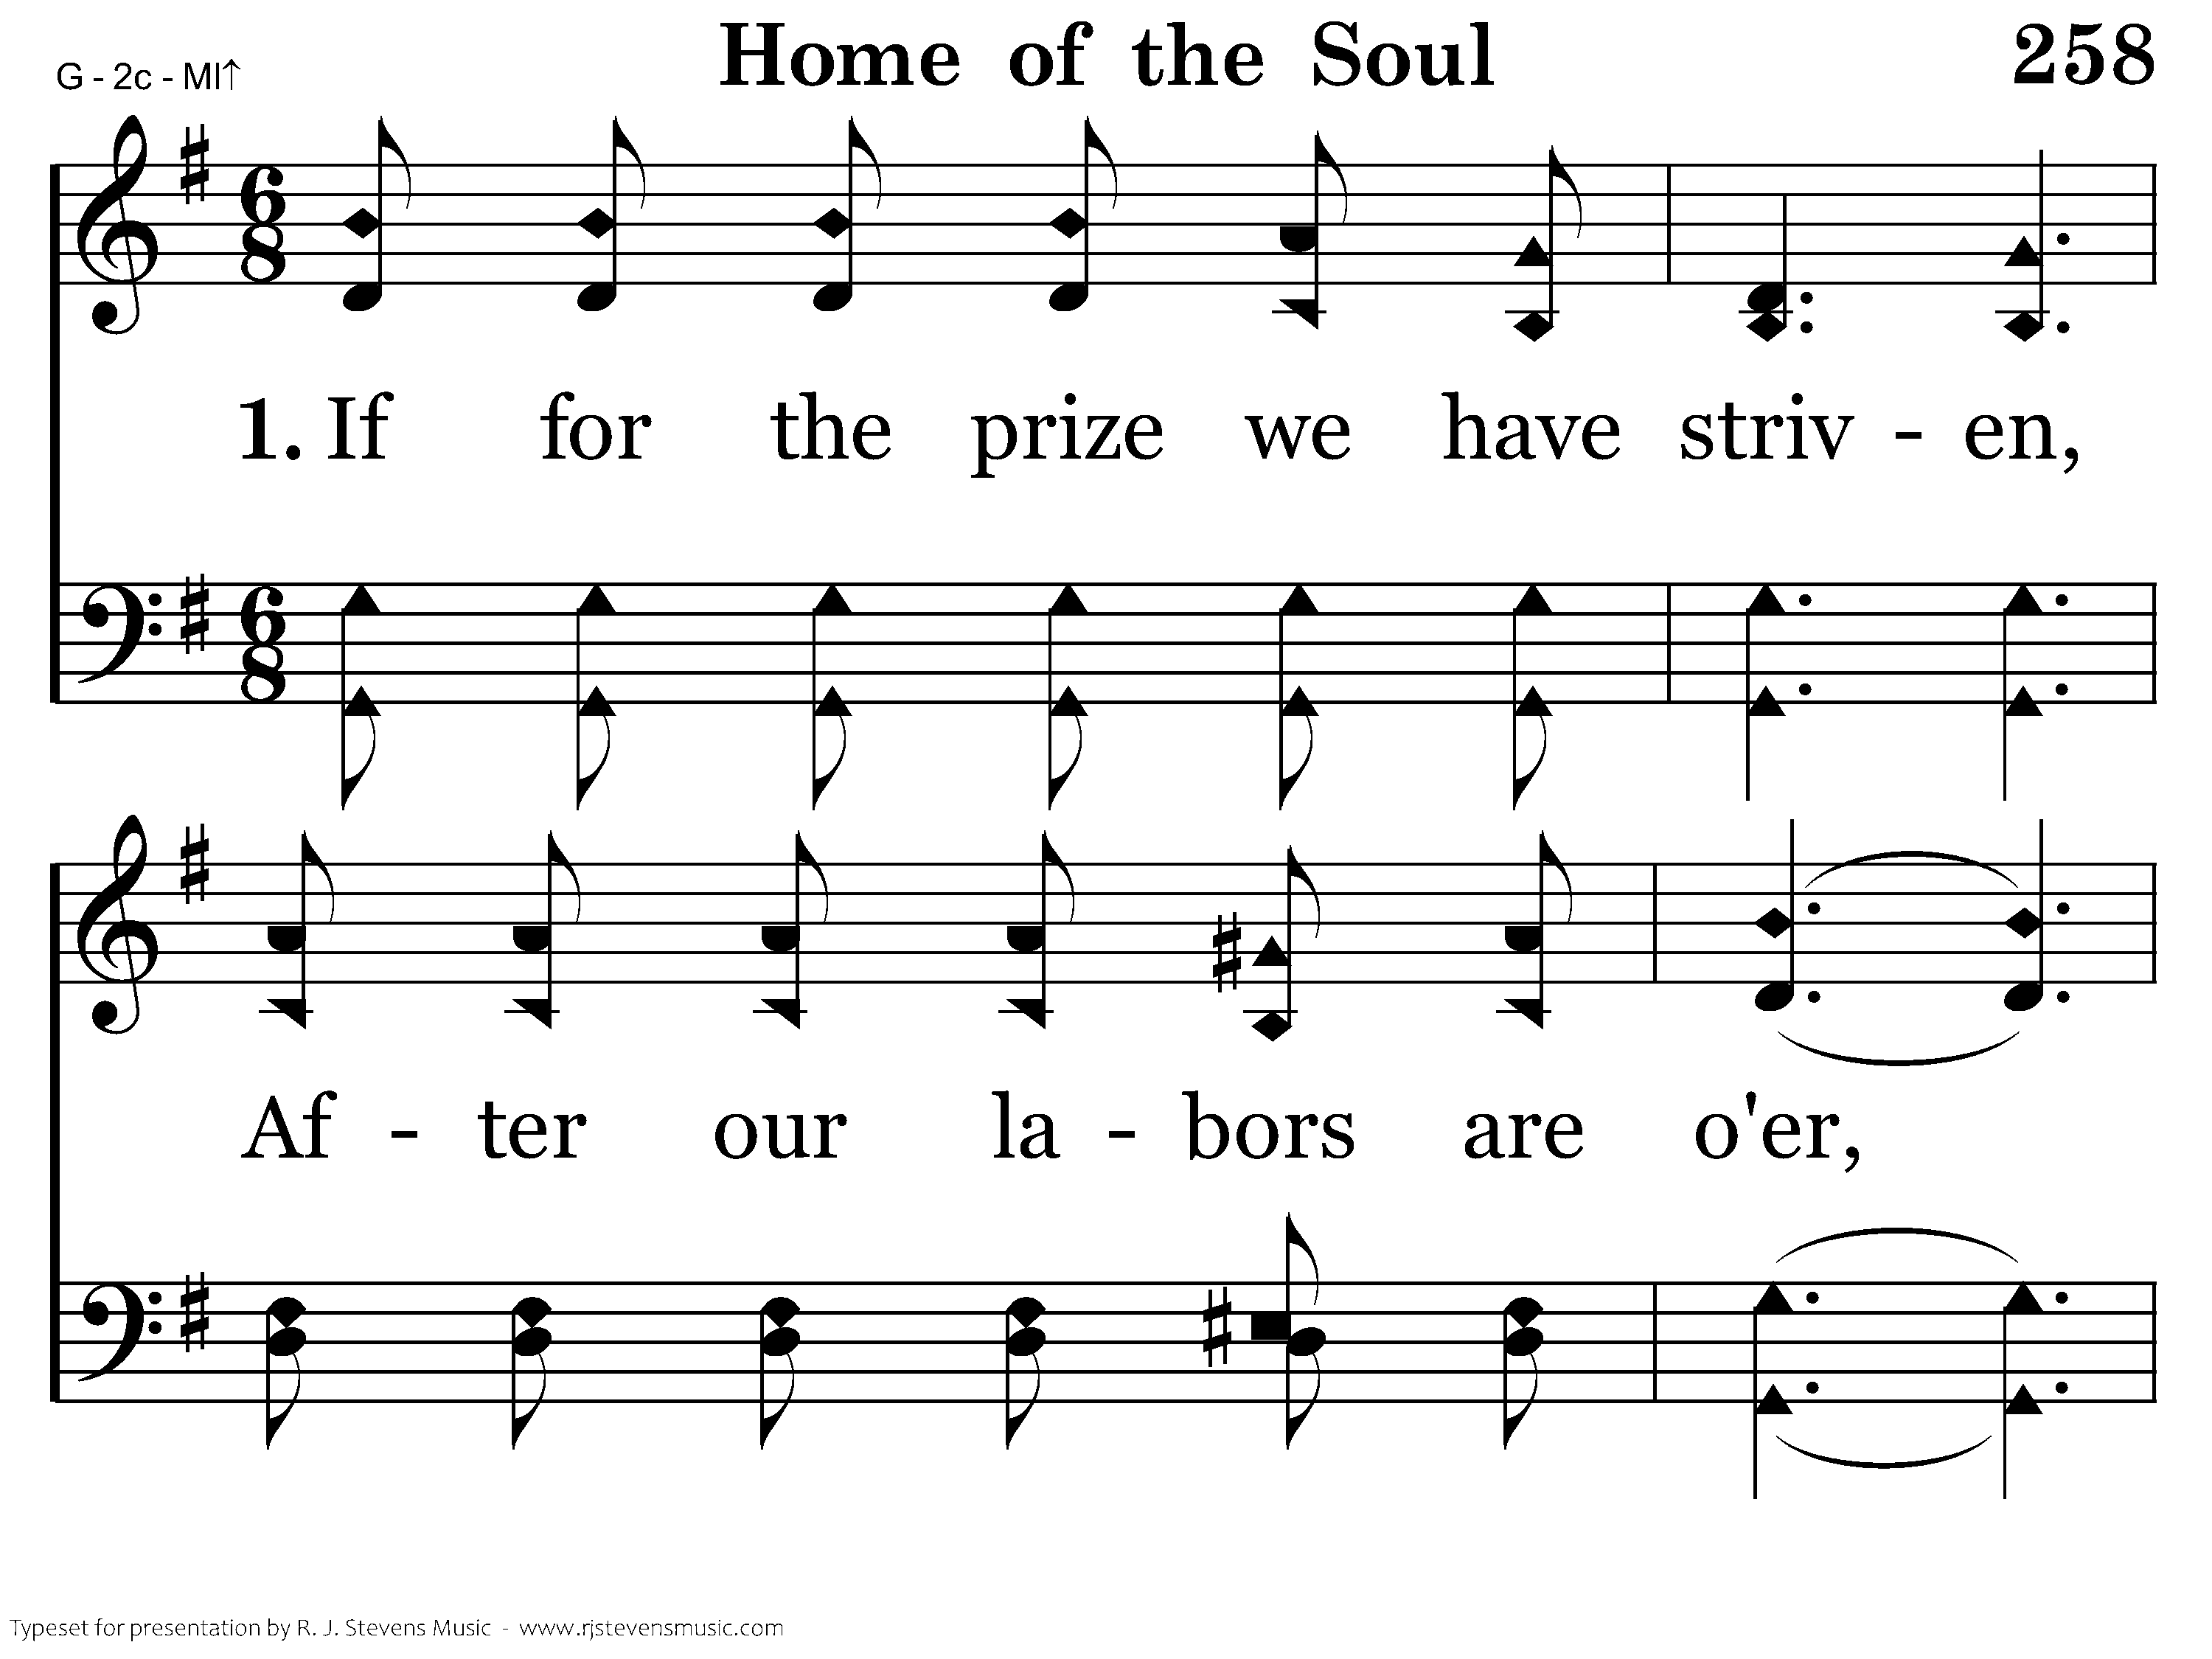 Home of the Soul 258
G - 2c - MI↑
1. If for the prize we have striv - en,
Af - ter our la - bors are o'er,
Typeset for presentation by R. J. Stevens Music - www.rjstevensmusic.com